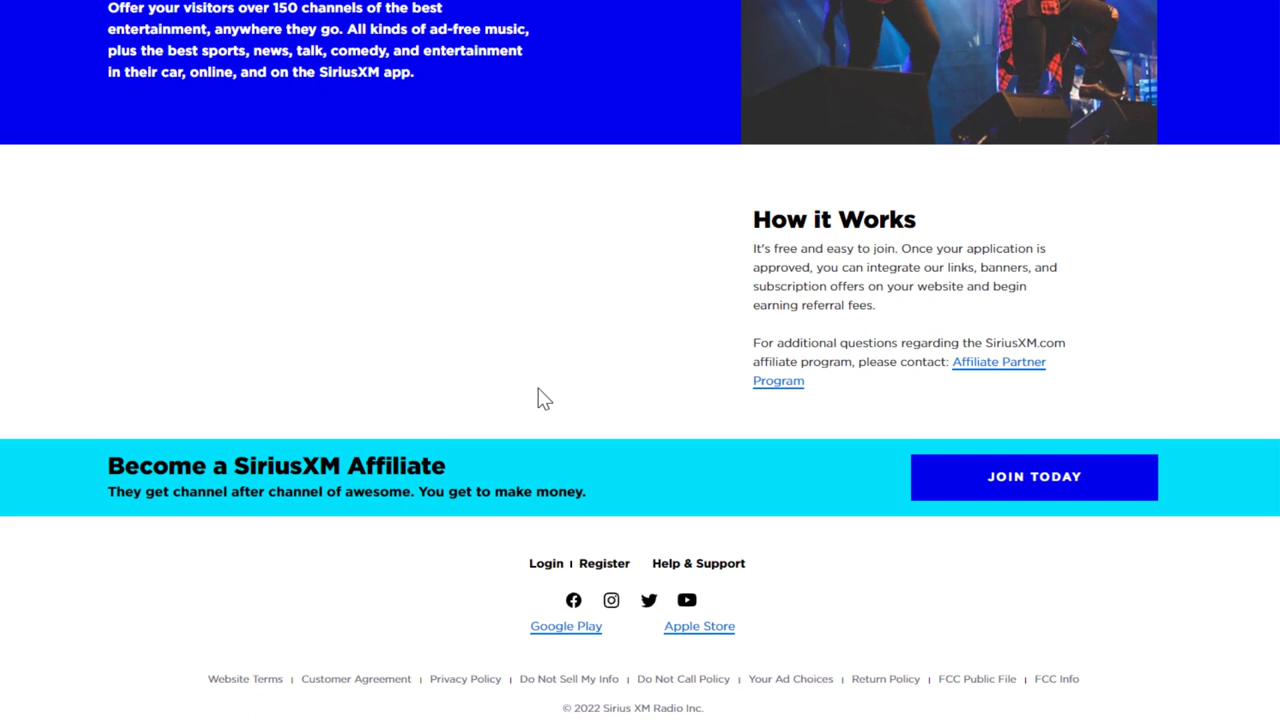 Offer your visitors over 150 channels of the best
entertainment, anywhere they go. All kinds of ad-free music,
plus the best sports, news, talk, comedy, and entertainment
in their car, online, and on the SiriusXM app.
How it Works
It's free and easy to join. Once your application is
approved, you can integrate our links, banners, and
subscription offers on your website and begin
earning referral fees.
For additional questions regarding the SiriusXM.com
affiliate program, please contact: Affiliate Partner
Program
Become a SiriusXM Affiliate
They get channel after channel of awesome. You get to make money.
JOIN TODAY
Login | Register Help & Support
Google Play Apple Store
Website Terms | Customer Agreement | Privacy Policy | Do Not Sell My Info | Do Not Call Policy | Your Ad Choices | Return Policy | FCC Public File | FCC Info
© 2022 Sirius XM Radio Inc.